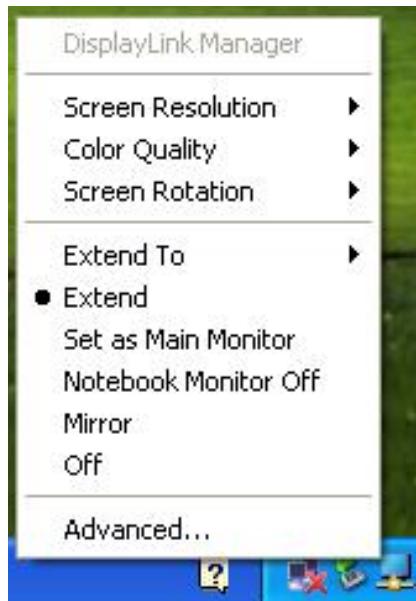 DisplayLink Manager
Screen Resolution
Color Quality
Screen Rotation
Extend To
Extend
Set as Main Monitor
Notebook Monitor Off
Mirror
Off
Advanced...
?